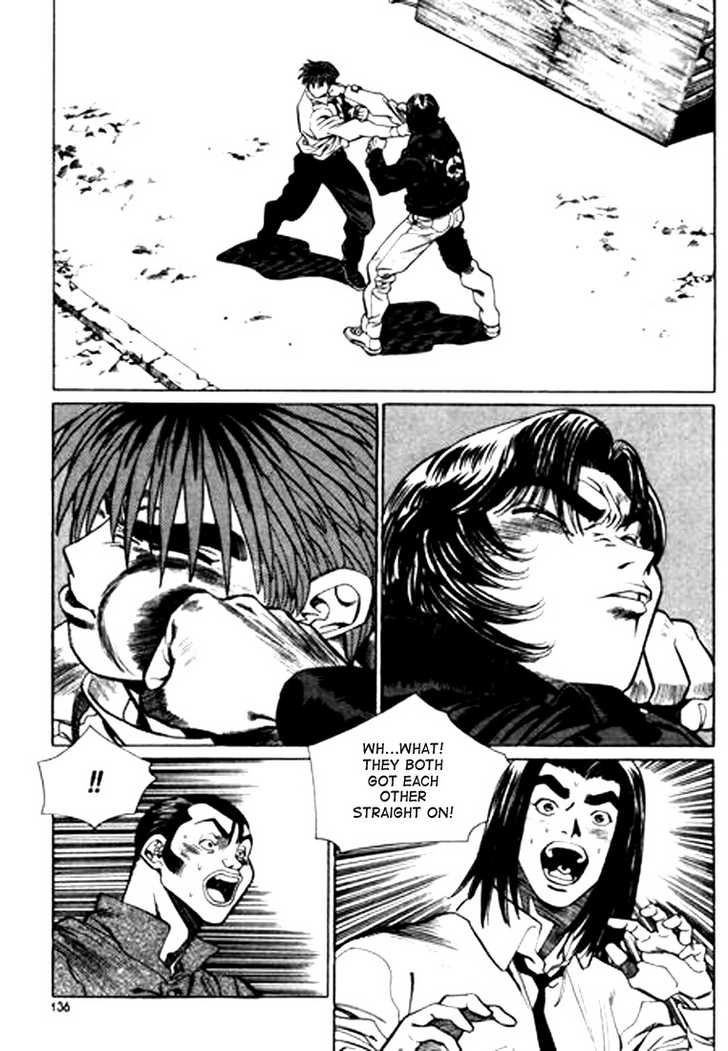 !!
WH...WHAT!
THEY BOTH
GOT EACH
OTHER
STRAIGHT ON!
136